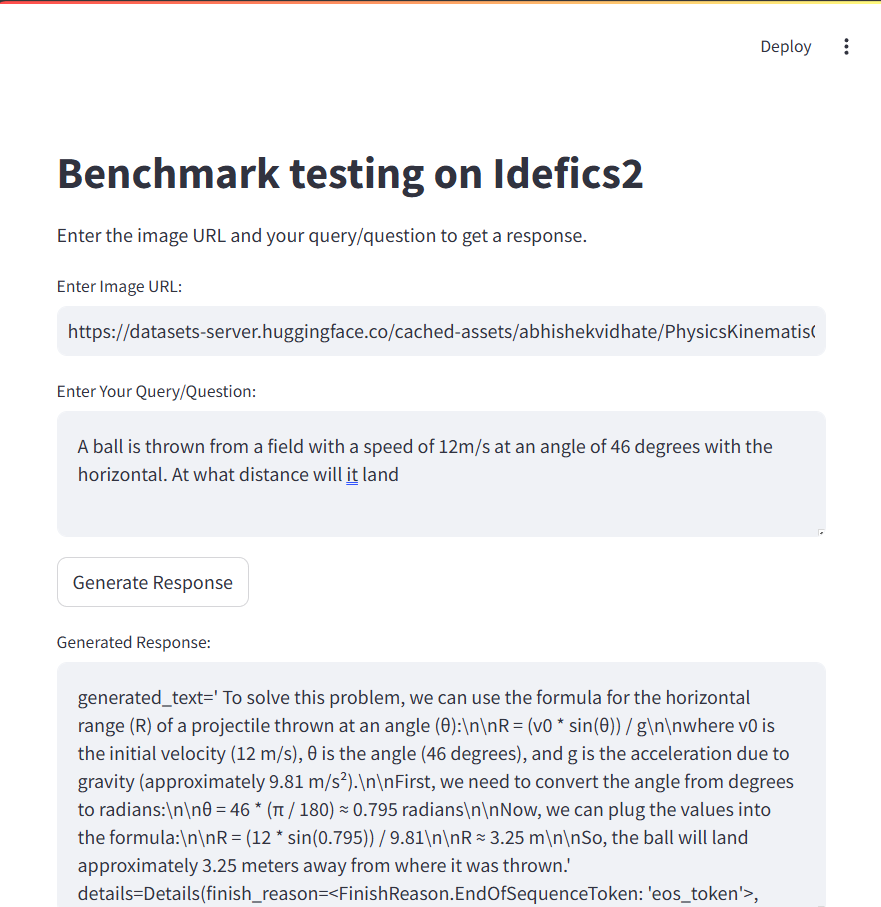 Deploy
Benchmark testing on Idefics2
Enter the image URL and your query/question to get a response.
Enter Image URL:
https://datasets-server.huggingface.co/cached-assets/abhishekvidhate/PhysicsKinematis
Enter Your Query/Question:
A ball is thrown from a field with a speed of 12m/s at an angle of 46 degrees with the
horizontal. At what distance will it land
Generate Response
Generated Response:
generated_text=' To solve this problem, we can use the formula for the horizontal
range (R) of a projectile thrown at an angle (θ):\n\nR = (v0 * sin(θ)) / g\n\nwhere v0 is
the initial velocity (12 m/s), θ is the angle (46 degrees), and g is the acceleration due to
gravity (approximately 9.81 m/s²).\n\nFirst, we need to convert the angle from degrees
to radians:\n\nθ = 46 * (π / 180) ≈ 0.795 radians\n\nNow, we can plug the values into
the formula:\n\nR = (12 * sin(0.795)) / 9.81\n\nR ≈ 3.25 m\n\nSo, the ball will land
approximately 3.25 meters away from where it was thrown.'
details=Details(finish_reason=<FinishReason.EndOfSequenceToken: 'eos_token'>,